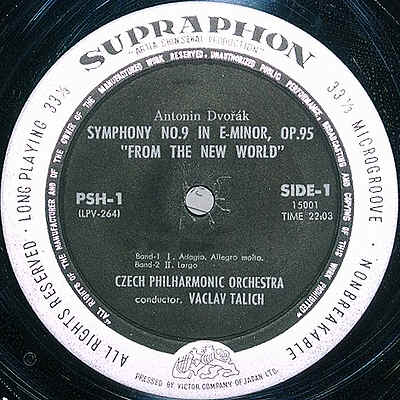 SUPRAPHON
"ARTIA CHINSEKAI PRODUCTION"
LONG PLAYING 33⅓
33⅓ MICROGROOVE · NONBREAKABLE
ALL RIGHTS RESERVED ·
"ALL RIGHTS OF THE MANUFACTURER AND OF THE OWNER OF THE MANUFACTURED WORK RESERVED, UNAUTHORIZED PUBLIC PERFORMANCE, BROADCASTING AND COPYING OF THIS WORK PROHIBITED"
Antonin Dvořák
SYMPHONY NO.9 IN E-MINOR, OP.95
"FROM THE NEW WORLD"
PSH-1
(LPV-264)
SIDE-1
15001
TIME 22.03
Band-1 I. Adagio, Allegro molto.
Band-2 II. Largo
CZECH PHILHARMONIC ORCHESTRA
conductor. VACLAV TALICH
PRESSED BY VICTOR COMPANY OF JAPAN LTD.